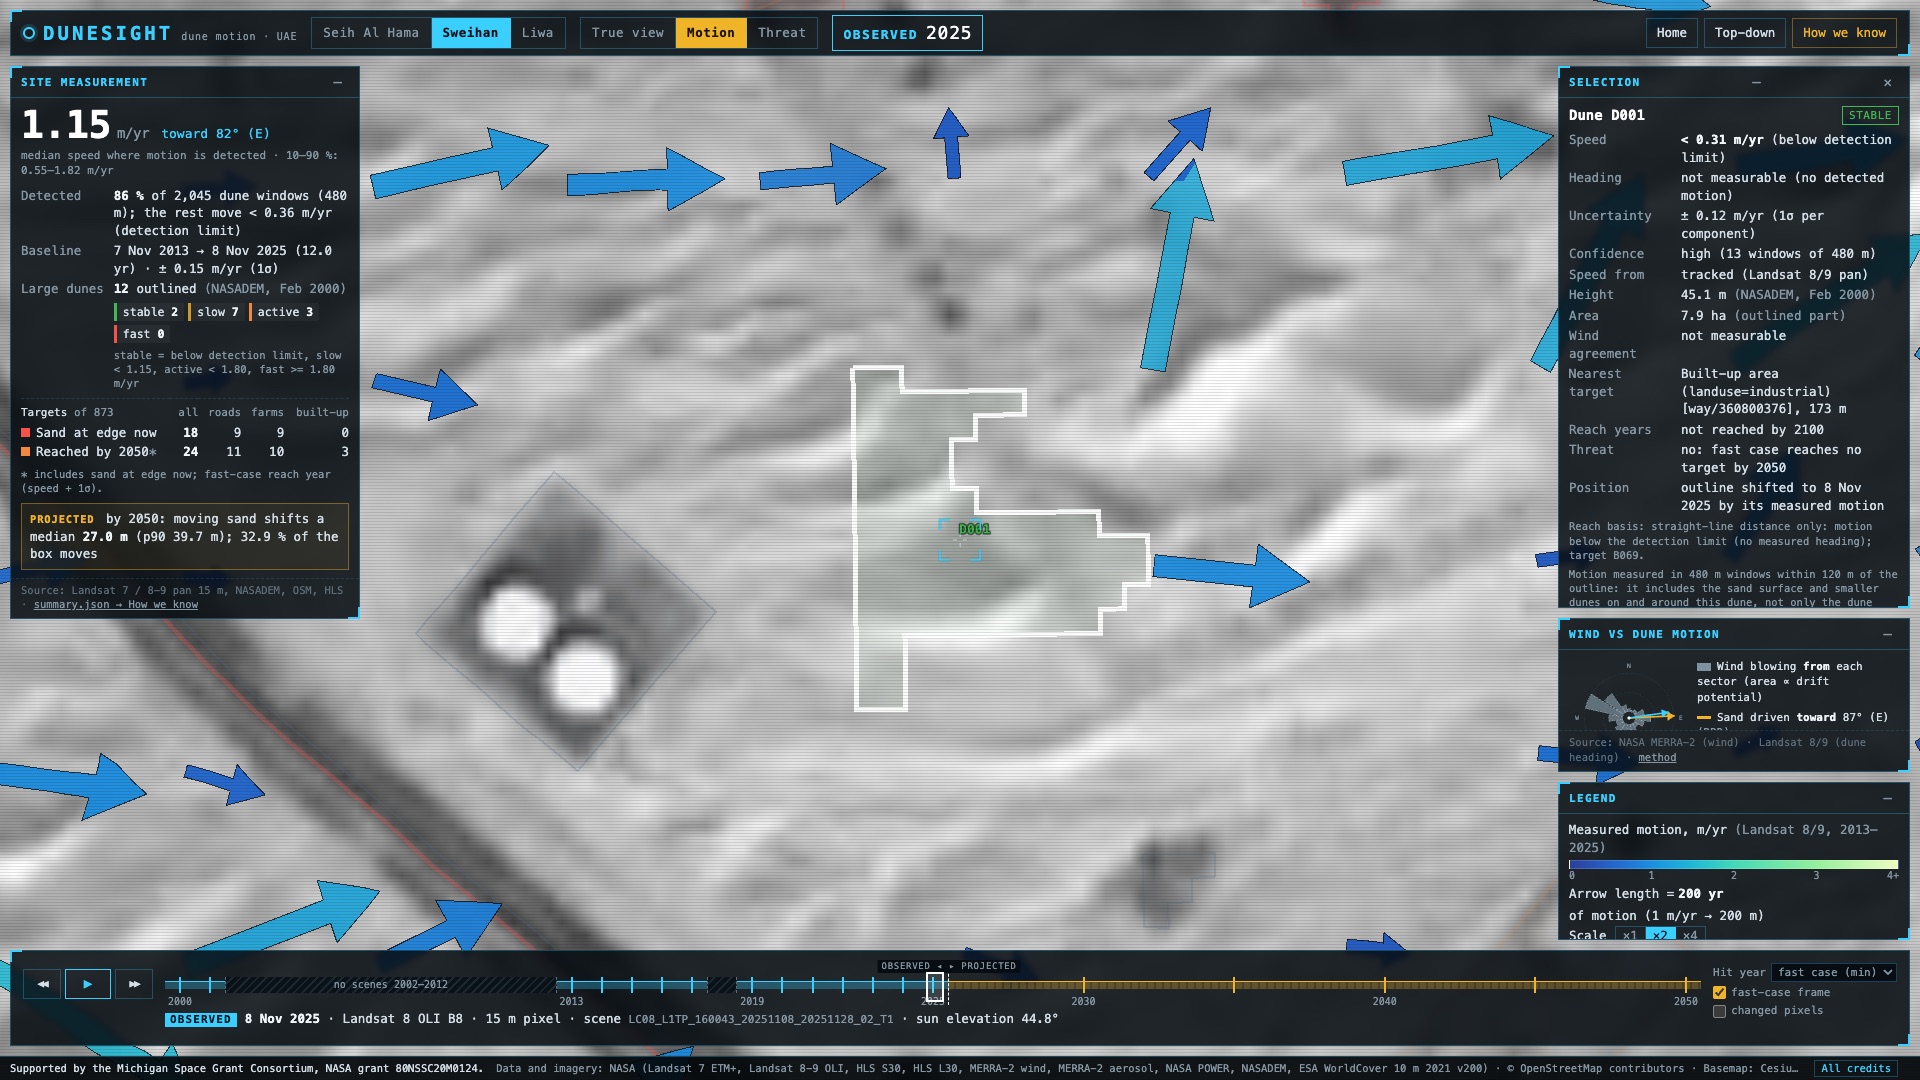 DUNESIGHT dune motion · UAE
Seih Al Hama Sweihan Liwa
True view Motion Threat
OBSERVED 2025
Home Top-down How we know
SITE MEASUREMENT —
1.15 m/yr toward 82° (E)
median speed where motion is detected · 10–90 %:
0.55–1.82 m/yr
Detected 86 % of 2,045 dune windows (480
m); the rest move < 0.36 m/yr
(detection limit)
Baseline 7 Nov 2013 → 8 Nov 2025 (12.0
yr) · ± 0.15 m/yr (1σ)
Large dunes 12 outlined (NASADEM, Feb 2000)
stable 2 slow 7 active 3
fast 0
stable = below detection limit, slow
< 1.15, active < 1.80, fast >= 1.80
m/yr
Targets of 873 all roads farms built-up
Sand at edge now 18 9 9 0
Reached by 2050* 24 11 10 3
* includes sand at edge now; fast-case reach year
(speed + 1σ).
PROJECTED by 2050: moving sand shifts a
median 27.0 m (p90 39.7 m); 32.9 % of the
box moves
Source: Landsat 7 / 8–9 pan 15 m, NASADEM, OSM, HLS
· summary.json → How we know
D001
SELECTION — ×
Dune D001 STABLE
Speed < 0.31 m/yr (below detection
limit)
Heading not measurable (no detected
motion)
Uncertainty ± 0.12 m/yr (1σ per
component)
Confidence high (13 windows of 480 m)
Speed from tracked (Landsat 8/9 pan)
Height 45.1 m (NASADEM, Feb 2000)
Area 7.9 ha (outlined part)
Wind agreement not measurable
Nearest target Built-up area
(landuse=industrial)
[way/360800376], 173 m
Reach years not reached by 2100
Threat no: fast case reaches no
target by 2050
Position outline shifted to 8 Nov
2025 by its measured motion
Reach basis: straight-line distance only: motion
below the detection limit (no measured heading);
target B069.
Motion measured in 480 m windows within 120 m of the
outline: it includes the sand surface and smaller
dunes on and around this dune, not only the dune
WIND VS DUNE MOTION —
N
W E
Wind blowing from each
sector (area ∝ drift
potential)
Sand driven toward 87° (E)
Source: NASA MERRA–2 (wind) · Landsat 8/9 (dune
heading) · method
LEGEND —
Measured motion, m/yr (Landsat 8/9, 2013–
2025)
0 1 2 3 4+
Arrow length = 200 yr
of motion (1 m/yr → 200 m)
Scale ×1 ×2 ×4
OBSERVED ◂ ▸ PROJECTED
no scenes 2002–2012
2000 2013 2019 2025 2030 2040 2050
OBSERVED 8 Nov 2025 · Landsat 8 OLI B8 · 15 m pixel · scene LC08_L1TP_160043_20251108_20251128_02_T1 · sun elevation 44.8°
Hit year fast case (min)
fast-case frame
changed pixels
Supported by the Michigan Space Grant Consortium, NASA grant 80NSSC20M0124. Data and imagery: NASA (Landsat 7 ETM+, Landsat 8–9 OLI, HLS S30, HLS L30, MERRA-2 wind, MERRA-2 aerosol, NASA POWER, NASADEM, ESA WorldCover 10 m 2021 v200) · © OpenStreetMap contributors · Basemap: Cesiu… All credits